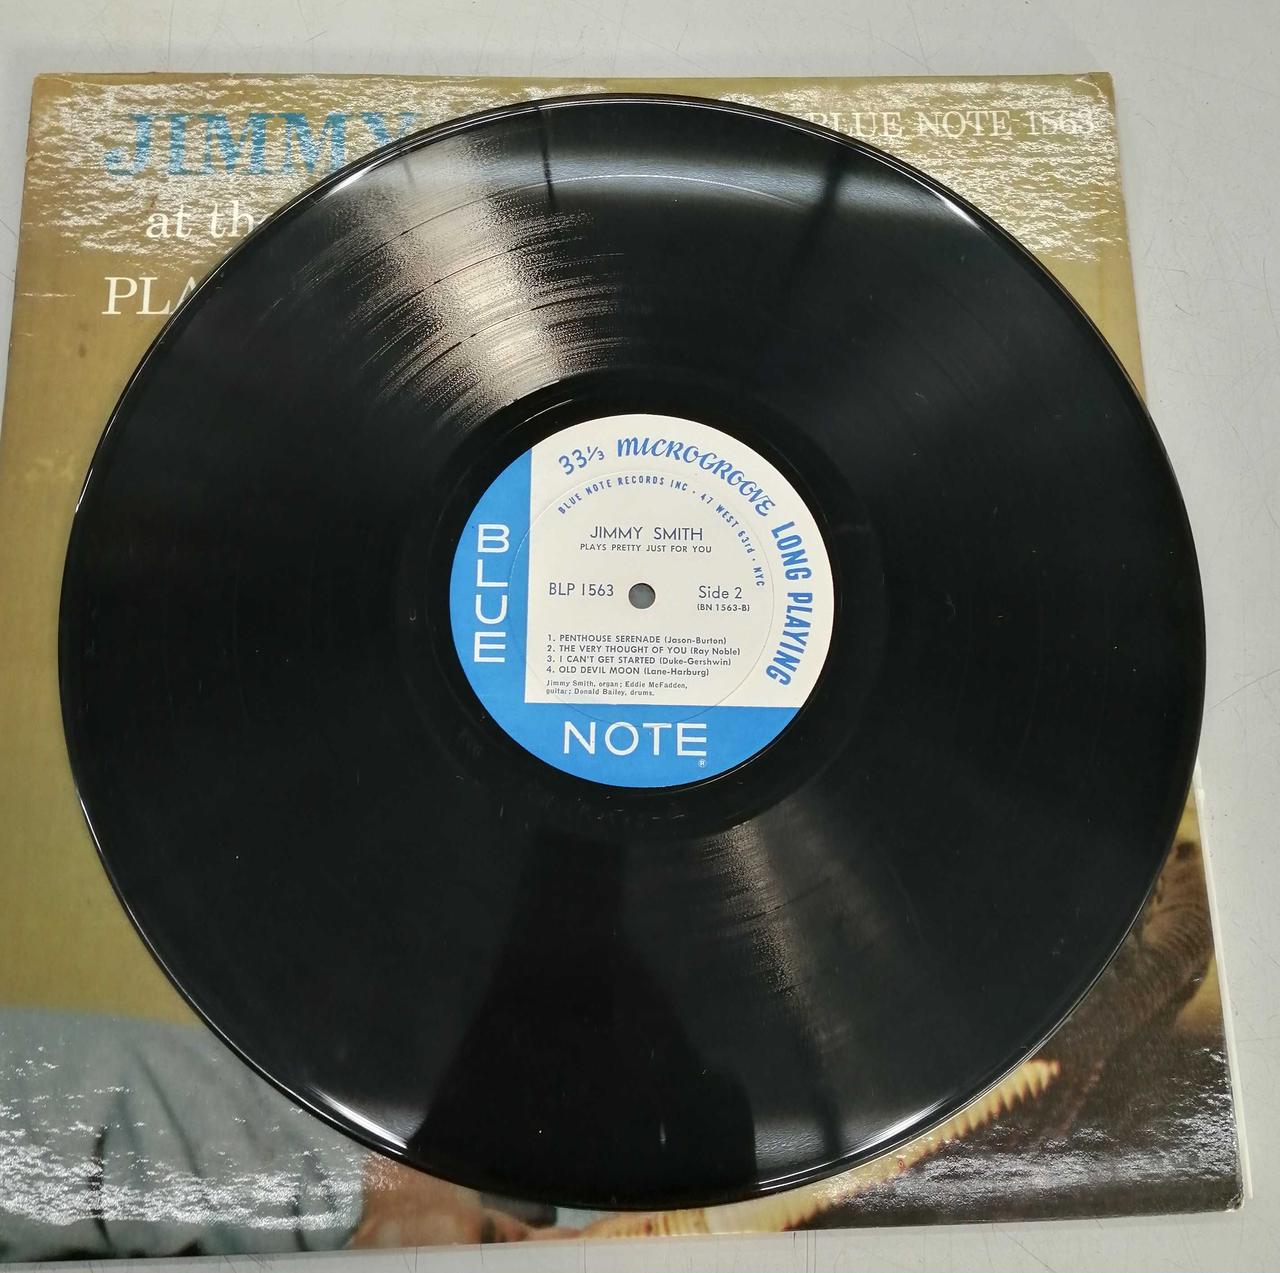 JIMMY
BLUE NOTE 1563
at the
PLA
33⅓ MICROGROOVE LONG PLAYING
BLUE NOTE RECORDS INC · 47 WEST 63rd · NYC
JIMMY SMITH
PLAYS PRETTY JUST FOR YOU
BLP 1563
Side 2
(BN 1563-B)
1. PENTHOUSE SERENADE (Jason-Burton)
2. THE VERY THOUGHT OF YOU (Ray Noble)
3. I CAN'T GET STARTED (Duke-Gershwin)
4. OLD DEVIL MOON (Lane-Harburg)
Jimmy Smith, organ; Eddie McFadden,
guitar; Donald Bailey, drums.
BLUE
NOTE
®